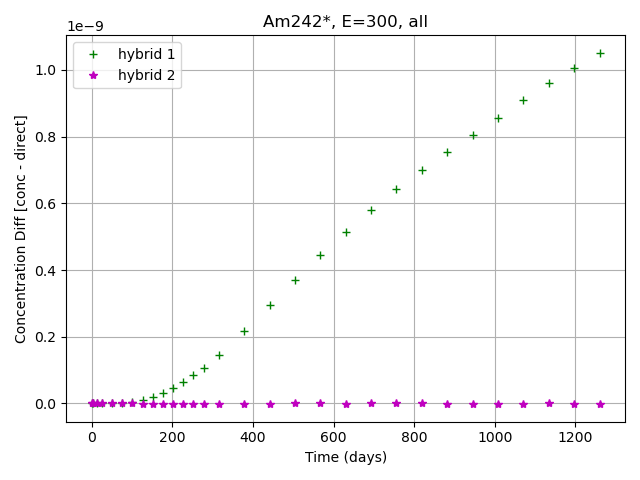 Am242*, E=300, all
1e−9
hybrid 1
hybrid 2
1.0
0.8
0.6
0.4
0.2
0.0
Concentration Diff [conc - direct]
0 200 400 600 800 1000 1200
Time (days)